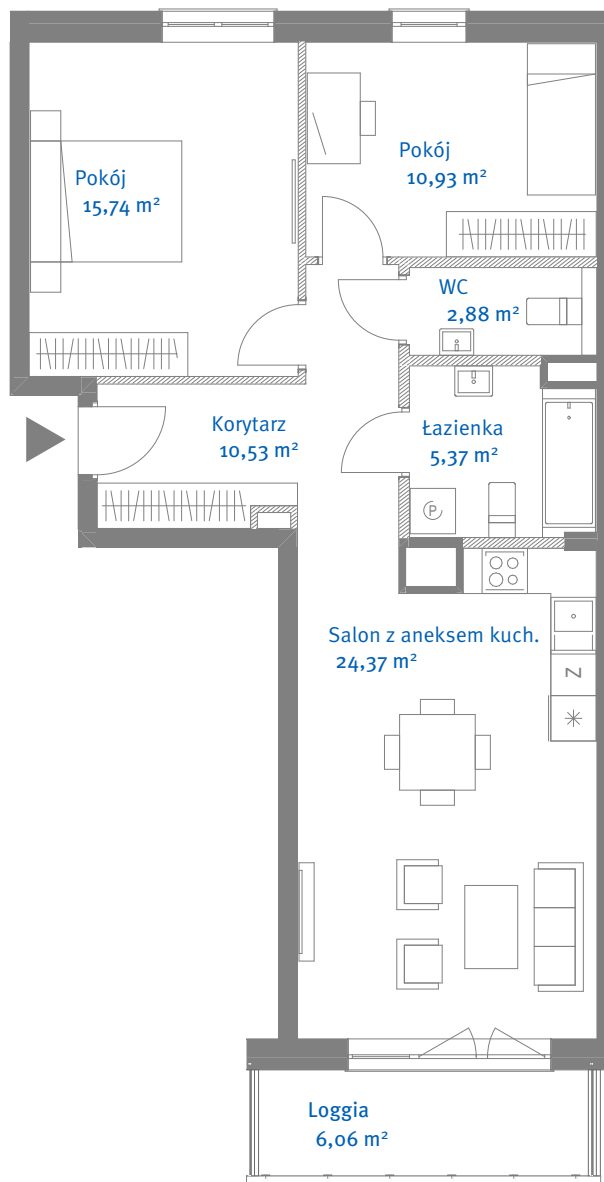 Pokój
15,74 m²
Pokój
10,93 m²
WC
2,88 m²
Korytarz
10,53 m²
Łazienka
5,37 m²
P
Salon z aneksem kuch.
24,37 m²
Z
Loggia
6,06 m²